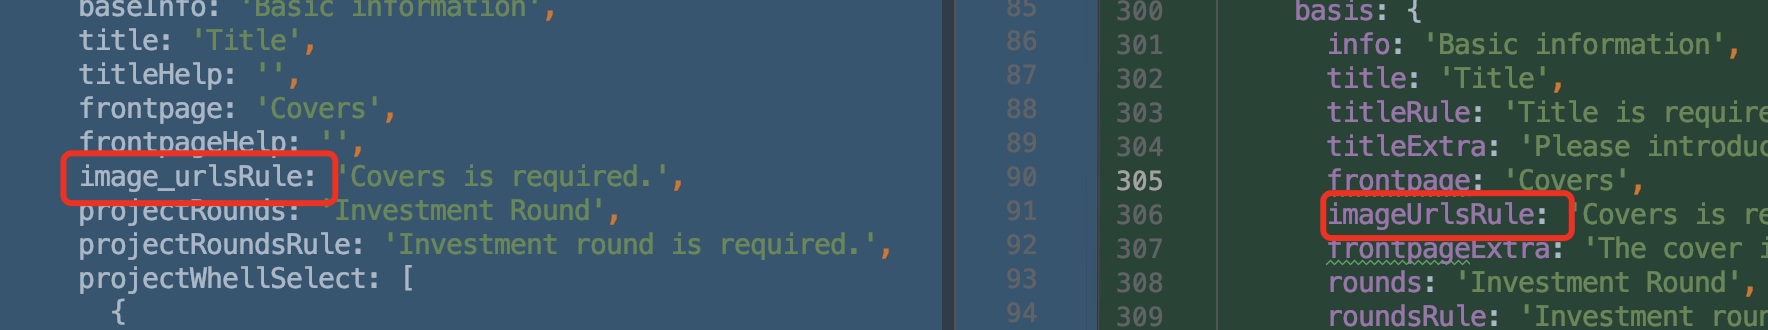 baseInfo: 'Basic information',
title: 'Title',
titleHelp: '',
frontpage: 'Covers',
frontpageHelp: '',
image_urlsRule: 'Covers is required.',
projectRounds: 'Investment Round',
projectRoundsRule: 'Investment round is required.',
projectWhellSelect: [
{
85
86
87
88
89
90
91
92
93
94
300 basis: {
301 info: 'Basic information',
302 title: 'Title',
303 titleRule: 'Title is require
304 titleExtra: 'Please introduc
305 frontpage: 'Covers',
306 imageUrlsRule: 'Covers is re
307 frontpageExtra: 'The cover i
308 rounds: 'Investment Round',
309 roundsRule: 'Investment roun